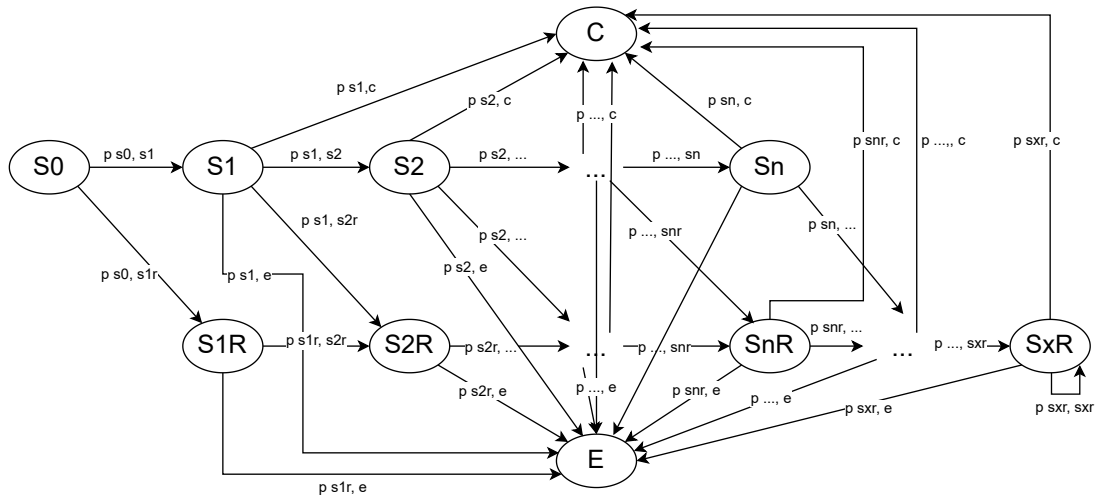 C
p s1,c
p s2, c
p ..., c
p sn, c
p snr, c
p ...,, c
p sxr, c
S0
p s0, s1
S1
p s1, s2
S2
p s2, ...
...
p ..., sn
Sn
p s1, s2r
p s2, ...
p ..., snr
p sn, ...
p s0, s1r
p s1, e
p s2, e
S1R
p s1r, s2r
S2R
p s2r, ...
...
p ..., snr
SnR
p snr, ...
...
p ..., sxr
SxR
p s2r, e
p ..., e
p snr, e
p ..., e
p sxr, e
p sxr, sxr
E
p s1r, e